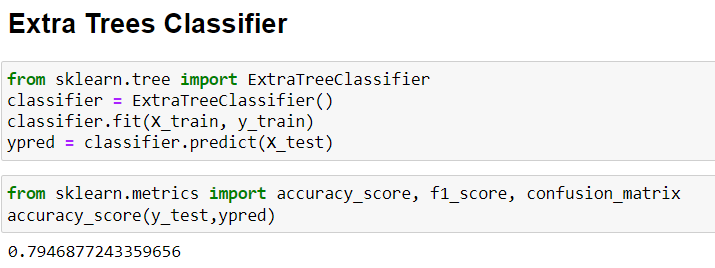 Extra Trees Classifier
from sklearn.tree import ExtraTreeClassifier
classifier = ExtraTreeClassifier()
classifier.fit(X_train, y_train)
ypred = classifier.predict(X_test)
from sklearn.metrics import accuracy_score, f1_score, confusion_matrix
accuracy_score(y_test,ypred)
0.7946877243359656